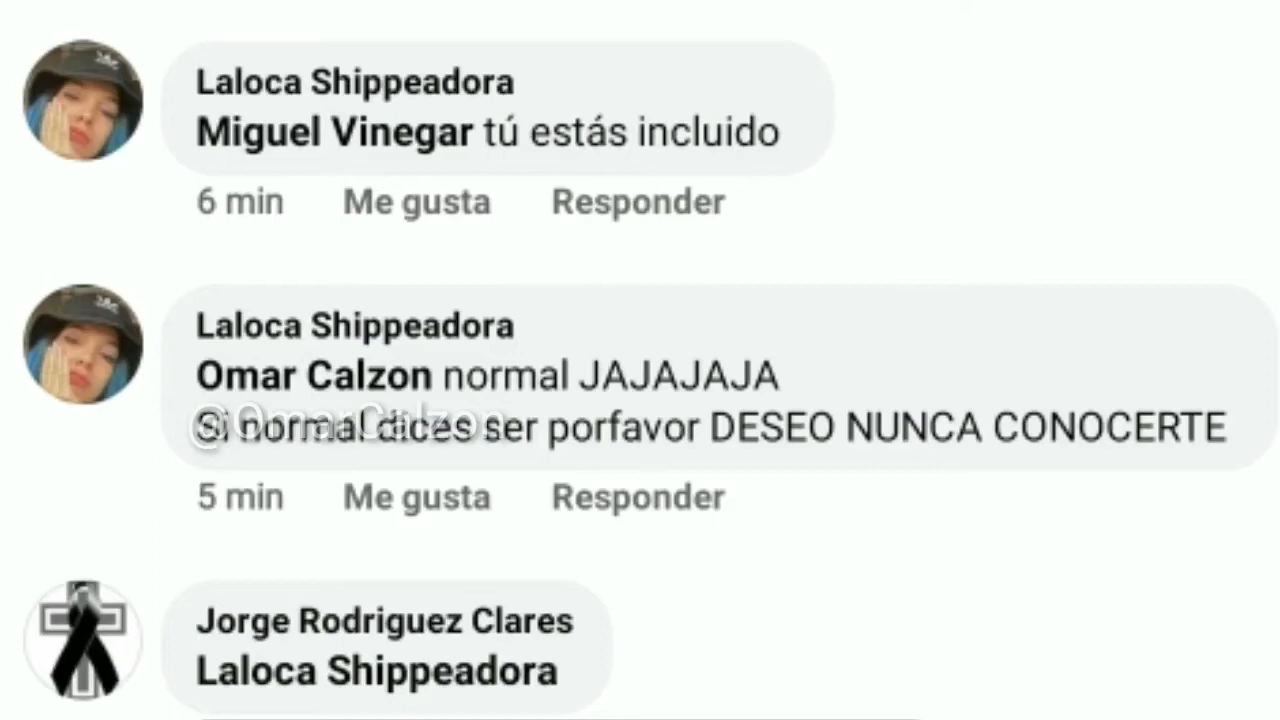 Laloca Shippeadora
Miguel Vinegar tú estás incluido
6 min Me gusta Responder
Laloca Shippeadora
Omar Calzon normal JAJAJAJA
@OmarCalzon
Si normal dices ser porfavor DESEO NUNCA CONOCERTE
5 min Me gusta Responder
Jorge Rodriguez Clares
Laloca Shippeadora